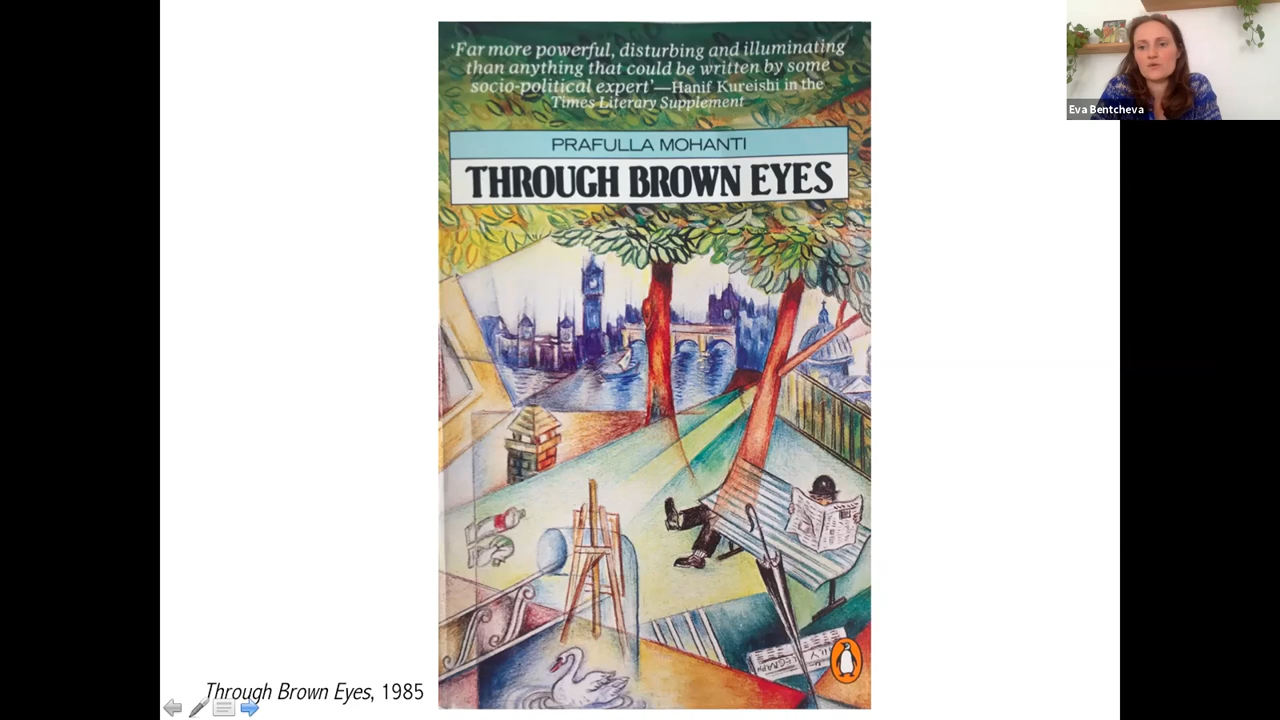 'Far more powerful, disturbing and illuminating
than anything that could be written by some
socio-political expert'—Hanif Kureishi in the
Times Literary Supplement
PRAFULLA MOHANTI
THROUGH BROWN EYES
Eva Bentcheva
Through Brown Eyes, 1985